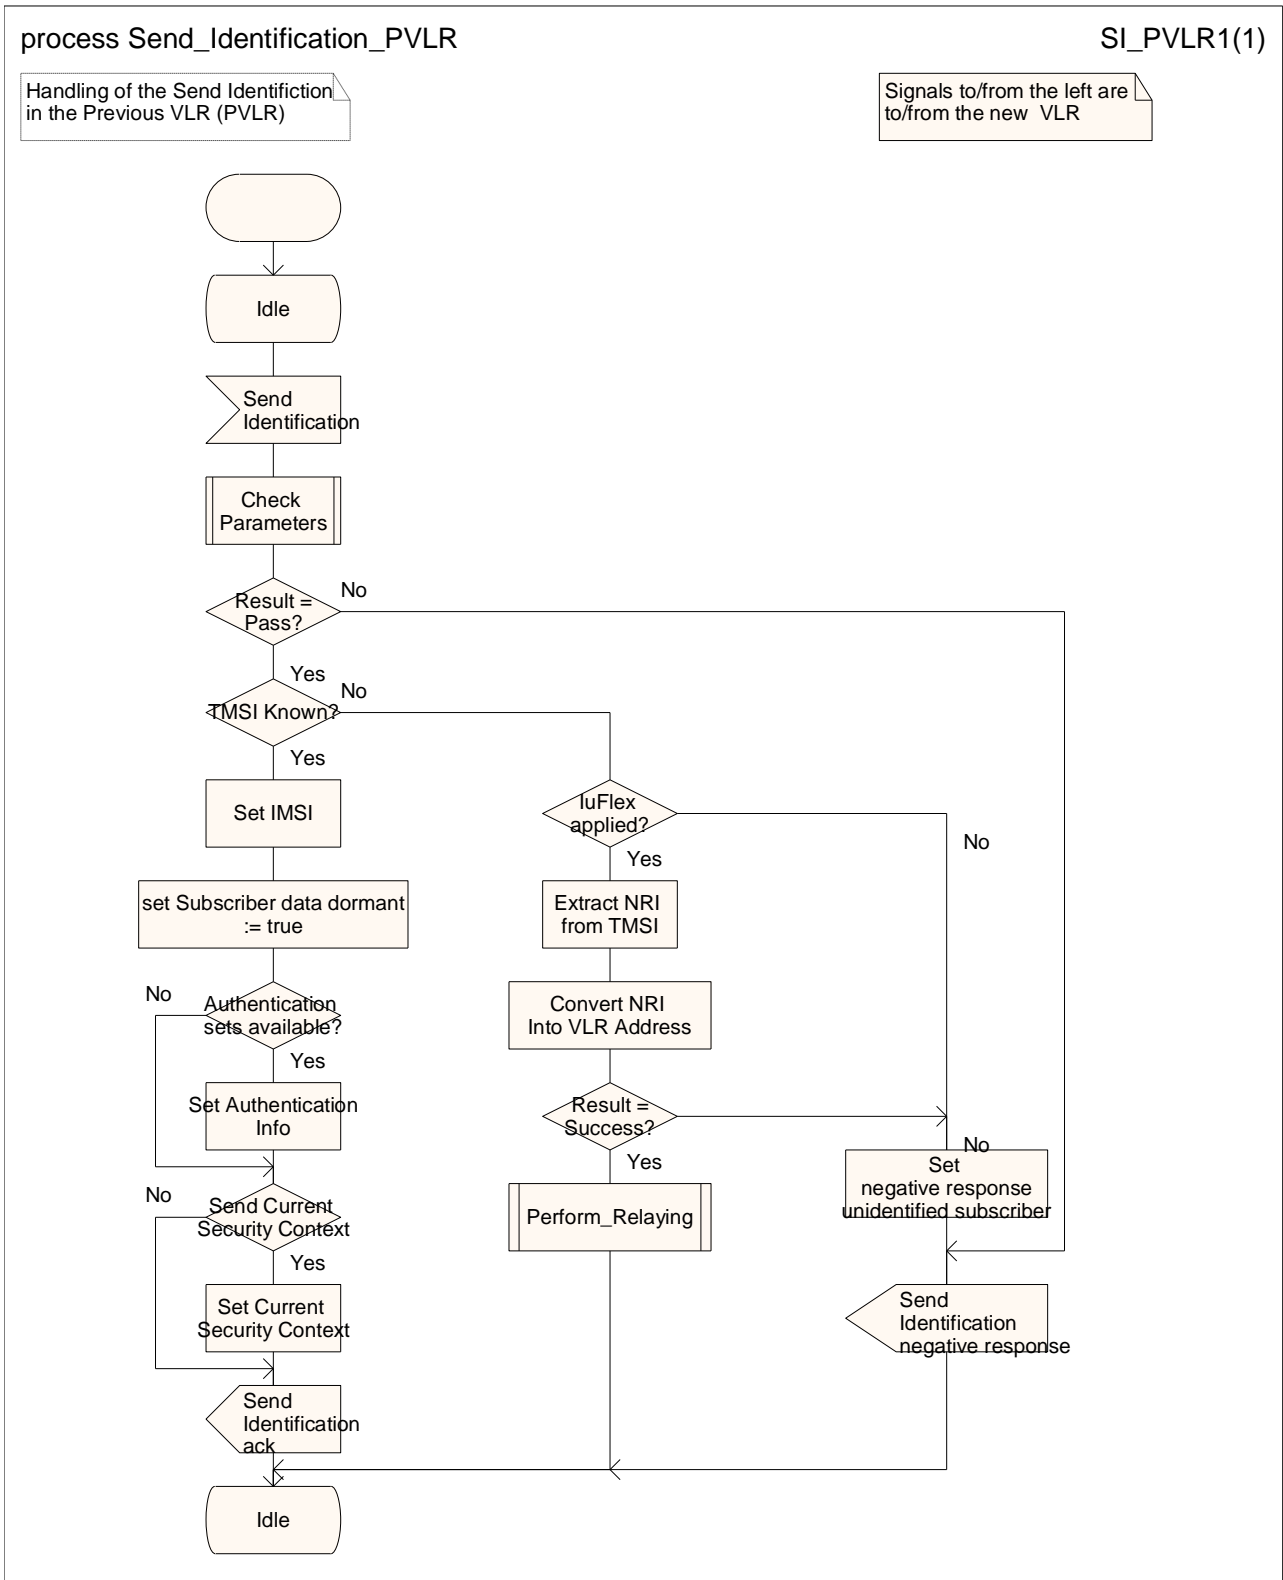 process Send_Identification_PVLR
SI_PVLR1(1)
Handling of the Send Identifiction
in the Previous VLR (PVLR)
Signals to/from the left are
to/from the new VLR
Idle
Send
Identification
Check
Parameters
Result =
Pass?
No
Yes
TMSI Known?
No
Yes
Set IMSI
IuFlex
applied?
No
Yes
set Subscriber data dormant
:= true
Extract NRI
from TMSI
Authentication
sets available?
No
Yes
Convert NRI
Into VLR Address
Set Authentication
Info
Result =
Success?
No
Yes
Set
negative response
unidentified subscriber
Send Current
Security Context
No
Yes
Perform_Relaying
Set Current
Security Context
Send
Identification
negative response
Send
Identification
ack
Idle